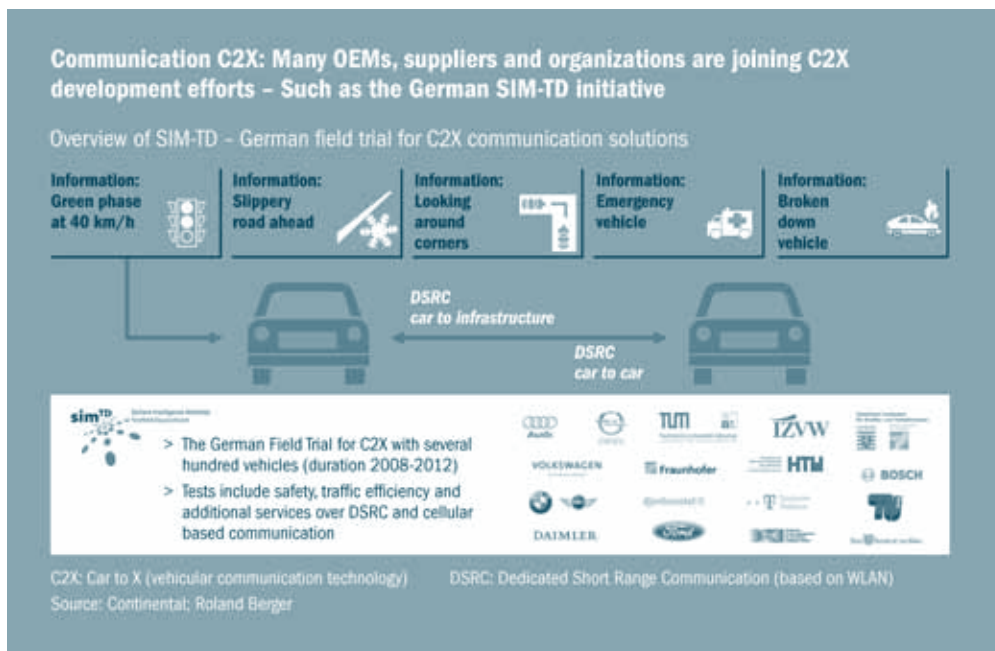 Communication C2X: Many OEMs, suppliers and organizations are joining C2X
development efforts – Such as the German SIM-TD initiative
Overview of SIM-TD – German field trial for C2X communication solutions
Information:
Green phase
at 40 km/h
Information:
Slippery
road ahead
Information:
Looking
around
corners
Information:
Emergency
vehicle
Information:
Broken
down
vehicle
DSRC
car to infrastructure
DSRC
car to car
simTD
> The German Field Trial for C2X with several
hundred vehicles (duration 2008-2012)
> Tests include safety, traffic efficiency and
additional services over DSRC and cellular
based communication
Audi
TUM
IZVW
VOLKSWAGEN
Fraunhofer
HTW
BOSCH
Continental
T
TU
DAIMLER
Ford
C2X: Car to X (vehicular communication technology)
DSRC: Dedicated Short Range Communication (based on WLAN)
Source: Continental; Roland Berger